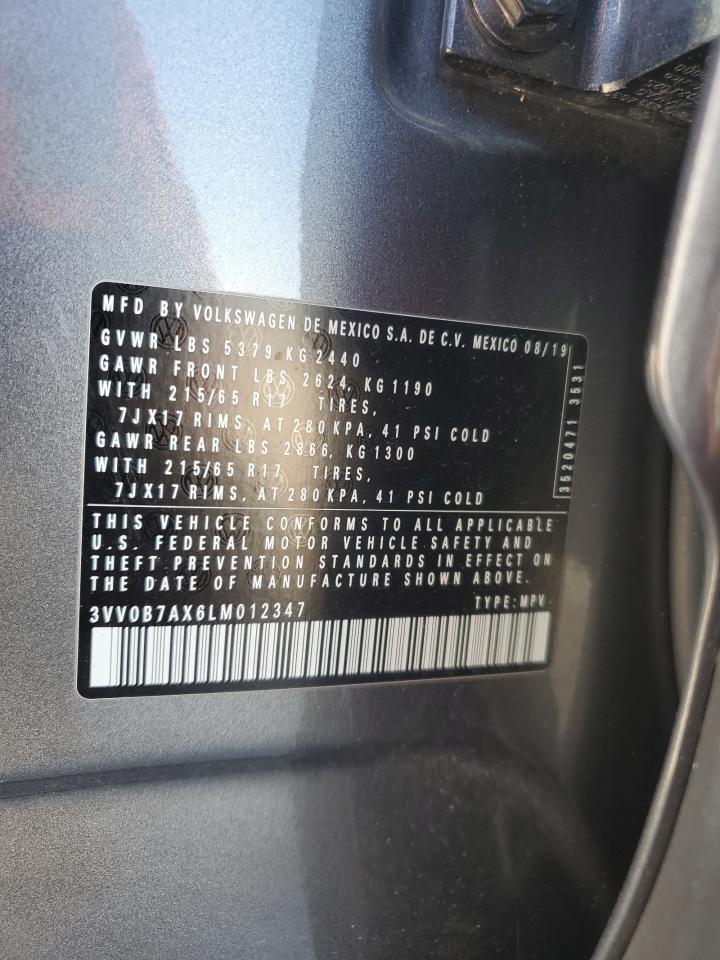 MFD BY VOLKSWAGEN DE MEXICO S.A. DE C.V. MEXICO 08/19
GVWR LBS 5379 KG 2440
GAWR FRONT LBS 2624, KG 1190
WITH 215/65 R17 TIRES,
7JX17 RIMS, AT 280 KPA, 41 PSI COLD
GAWR REAR LBS 2866, KG 1300
WITH 215/65 R17 TIRES,
7JX17 RIMS, AT 280 KPA, 41 PSI COLD
3520471 3531
THIS VEHICLE CONFORMS TO ALL APPLICABLE
U.S. FEDERAL MOTOR VEHICLE SAFETY AND
THEFT PREVENTION STANDARDS IN EFFECT ON
THE DATE OF MANUFACTURE SHOWN ABOVE.
3VV0B7AX6LM012347 TYPE: MPV